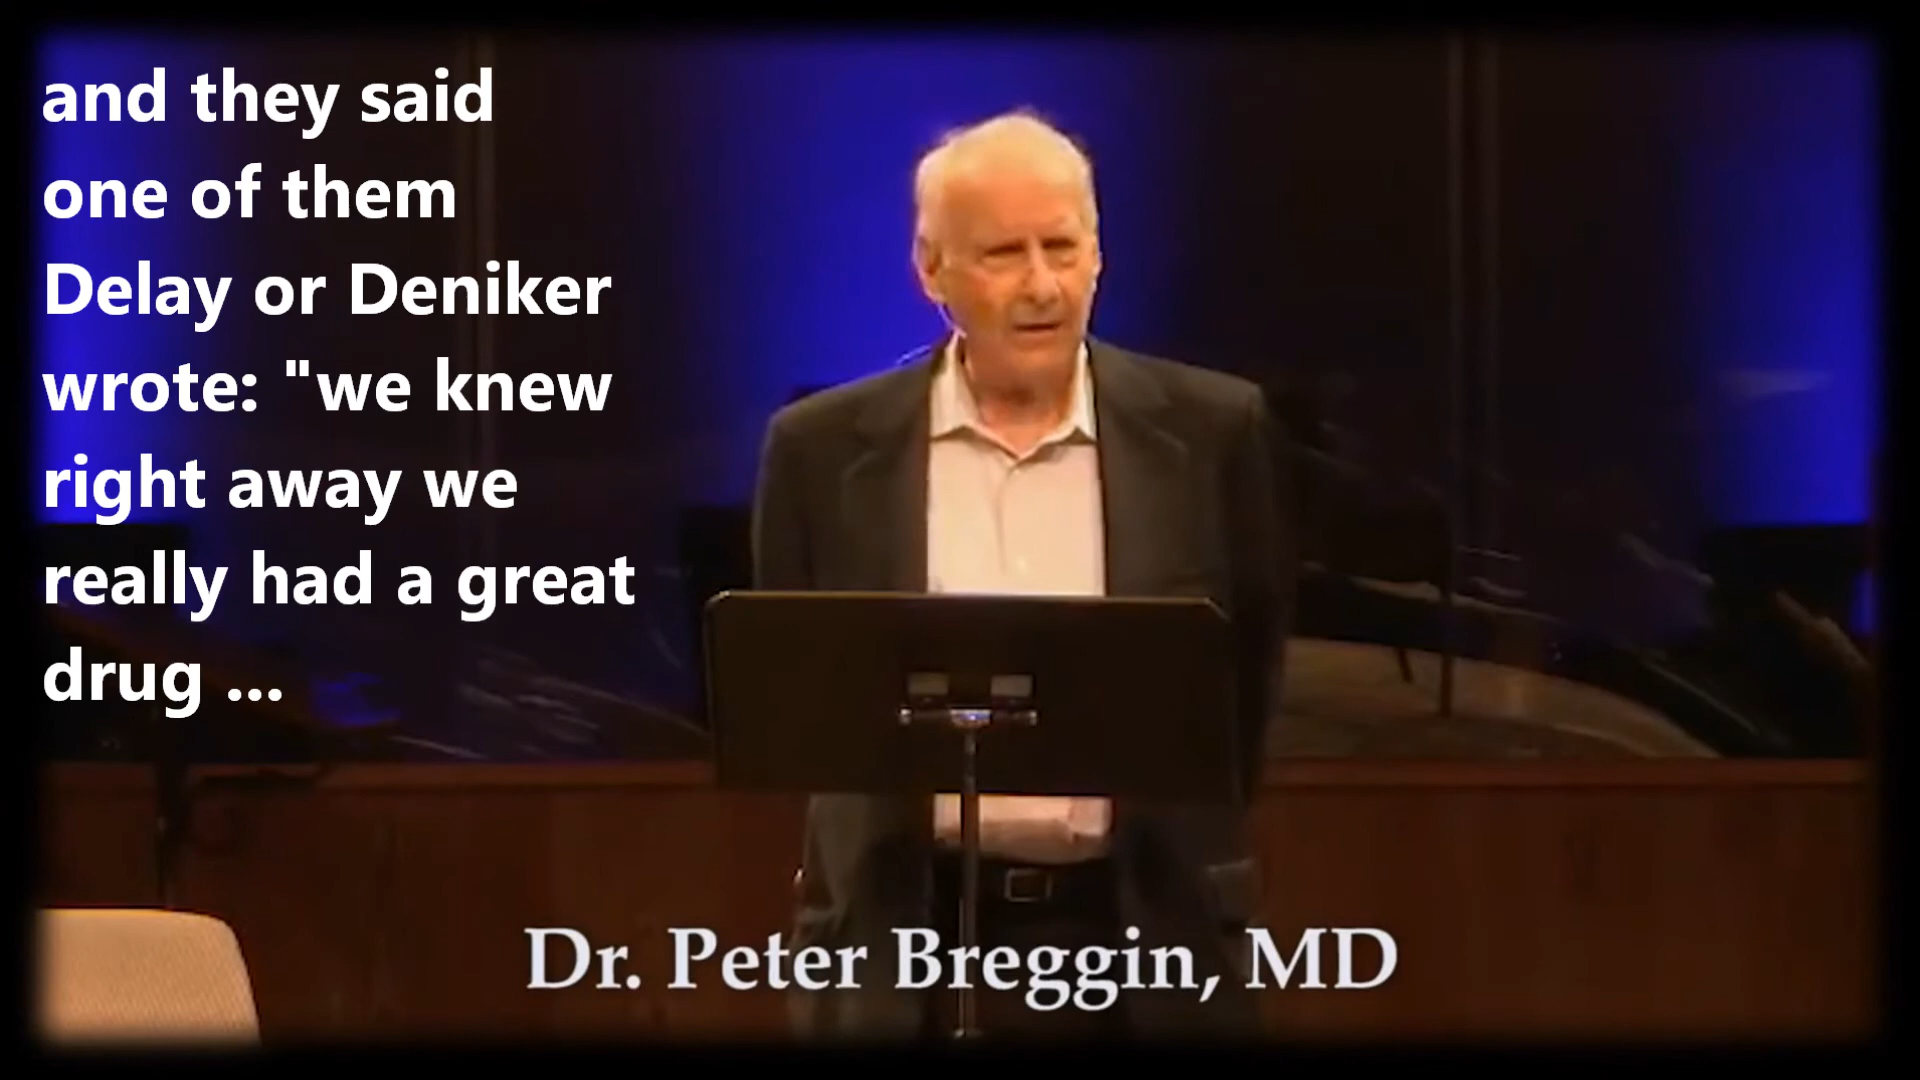 and they said
one of them
Delay or Deniker
wrote: "we knew
right away we
really had a great
drug ...
Dr. Peter Breggin, MD